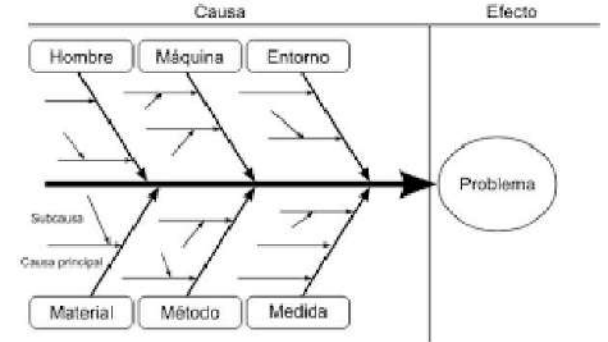 Causa
Efecto
Hombre
Máquina
Entorno
Problema
Subcausa
Causa principal
Material
Método
Medida